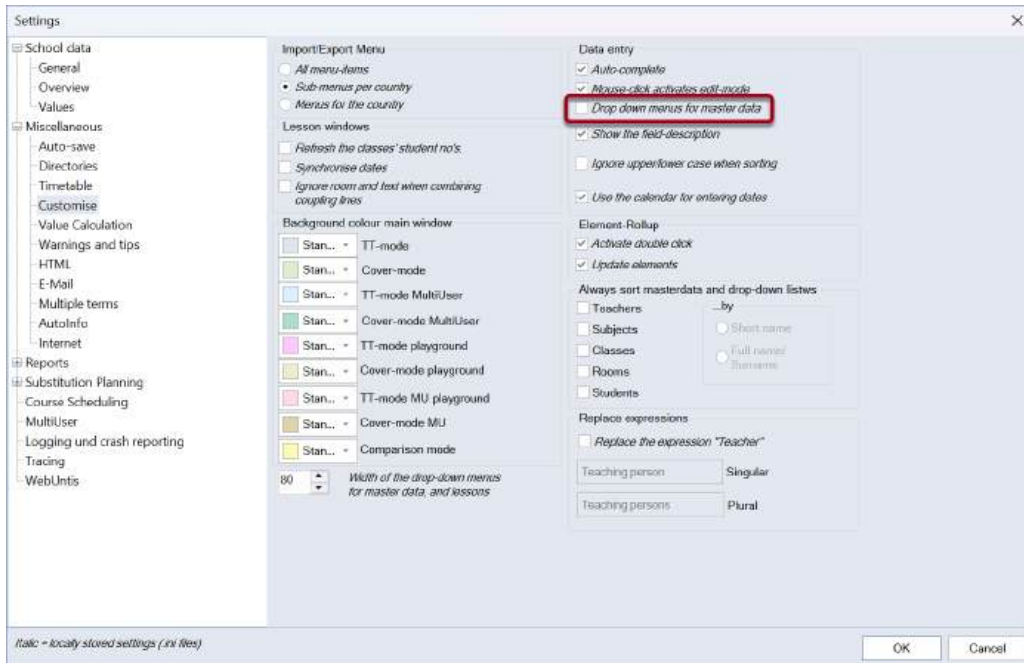 Settings
School data
General
Overview
Values
Miscellaneous
Auto-save
Directories
Timetable
Customise
Value Calculation
Warnings and tips
HTML
E-Mail
Multiple terms
AutoInfo
Internet
Reports
Substitution Planning
Course Scheduling
MultiUser
Logging und crash reporting
Tracing
WebUntis
Import/Export Menu
All menu-items
Sub-menus per country
Menus for the country
Lesson windows
Refresh the classes' student no's.
Synchronise dates
Ignore room and text when combining
coupling lines
Background colour main window
Stan... TT-mode
Stan... Cover-mode
Stan... TT-mode MultiUser
Stan... Cover-mode MultiUser
Stan... TT-mode playground
Stan... Cover-mode playground
Stan... TT-mode MU playground
Stan... Cover-mode MU
Stan... Comparison mode
80 Width of the drop-down menus
for master data, and lessons
Data entry
Auto-complete
Mouse-click activates edit-mode
Drop down menus for master data
Show the field-description
Ignore upper/lower case when sorting
Use the calendar for entering dates
Element-Rollup
Activate double click
Update elements
Always sort masterdata and drop-down listws
Teachers
Subjects
Classes
Rooms
Students
...by
Short name
Full name/
Surname
Replace expressions
Replace the expression "Teacher"
Teaching person Singular
Teaching persons Plural
Italic = locally stored settings (.ini files)
OK Cancel